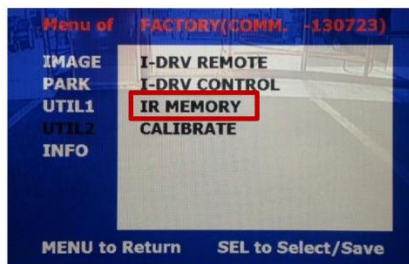 Menu of FACTORY(COMM. -130723)
IMAGE I-DRV REMOTE
PARK I-DRV CONTROL
UTIL1 IR MEMORY
UTIL2 CALIBRATE
INFO
MENU to Return SEL to Select/Save